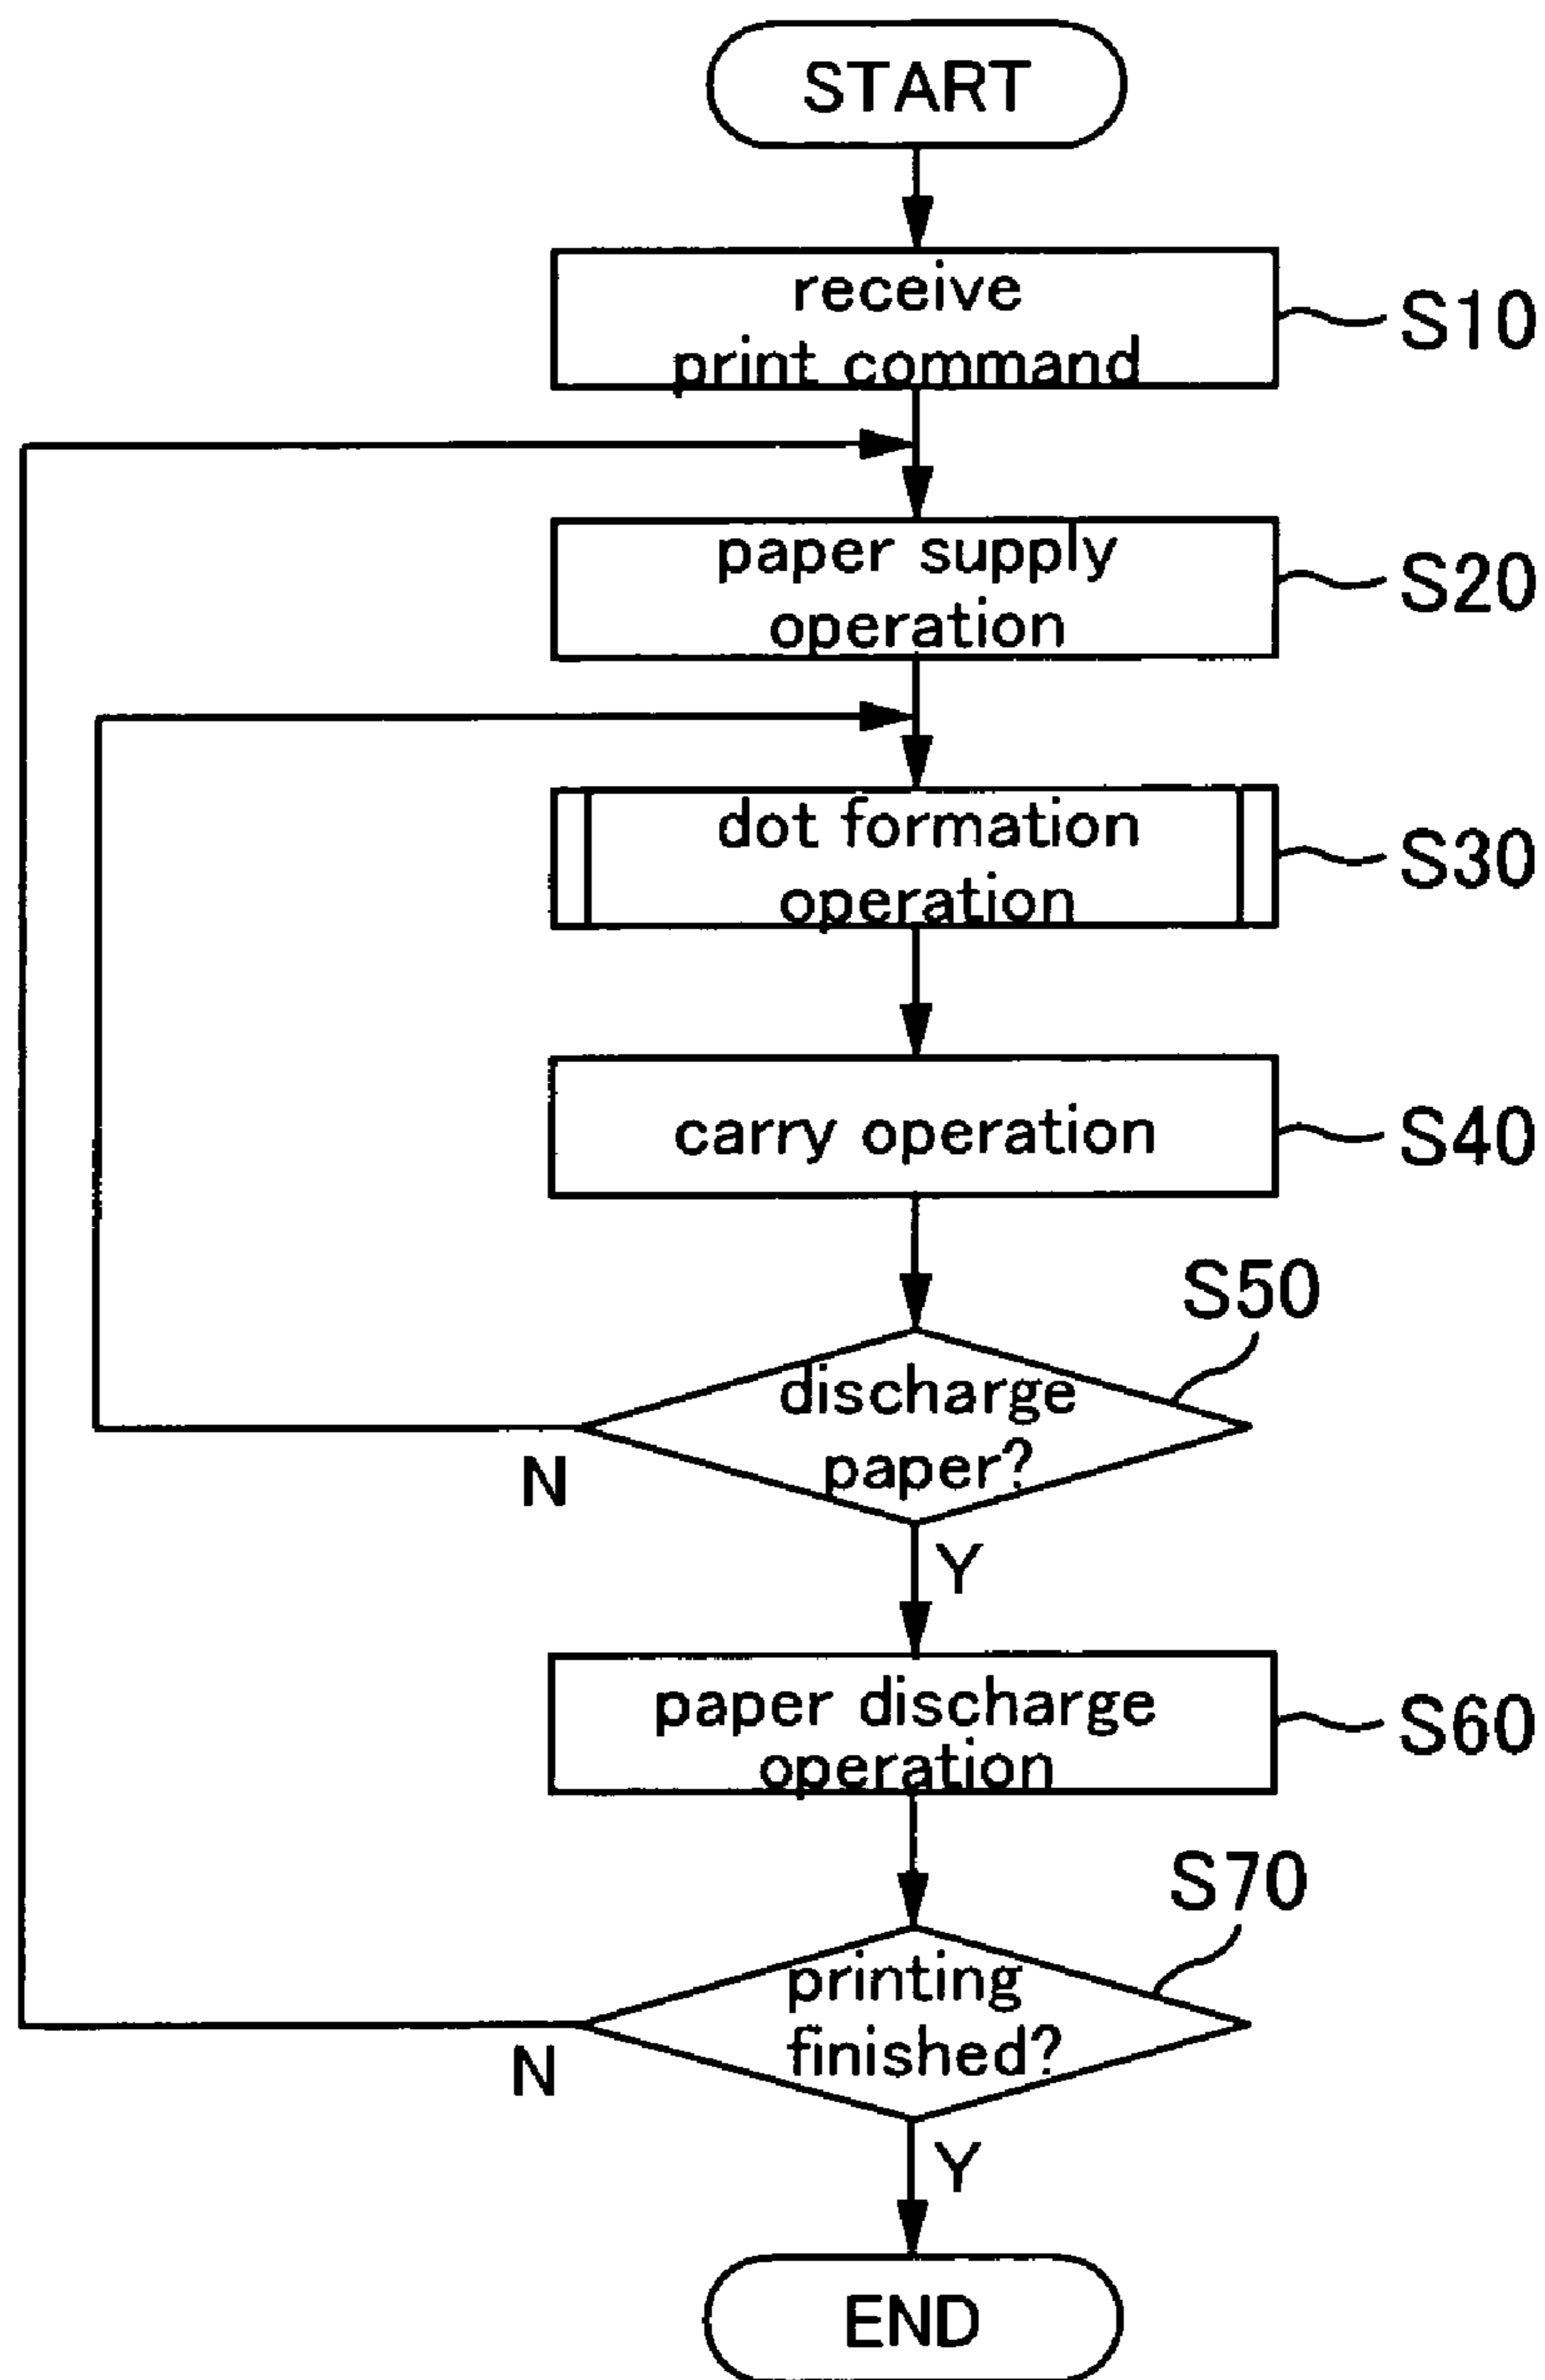 START
receive
print command
S10
paper supply
operation
S20
dot formation
operation
S30
carry operation
S40
S50
discharge
paper?
N
Y
paper discharge
operation
S60
S70
printing
finished?
N
Y
END